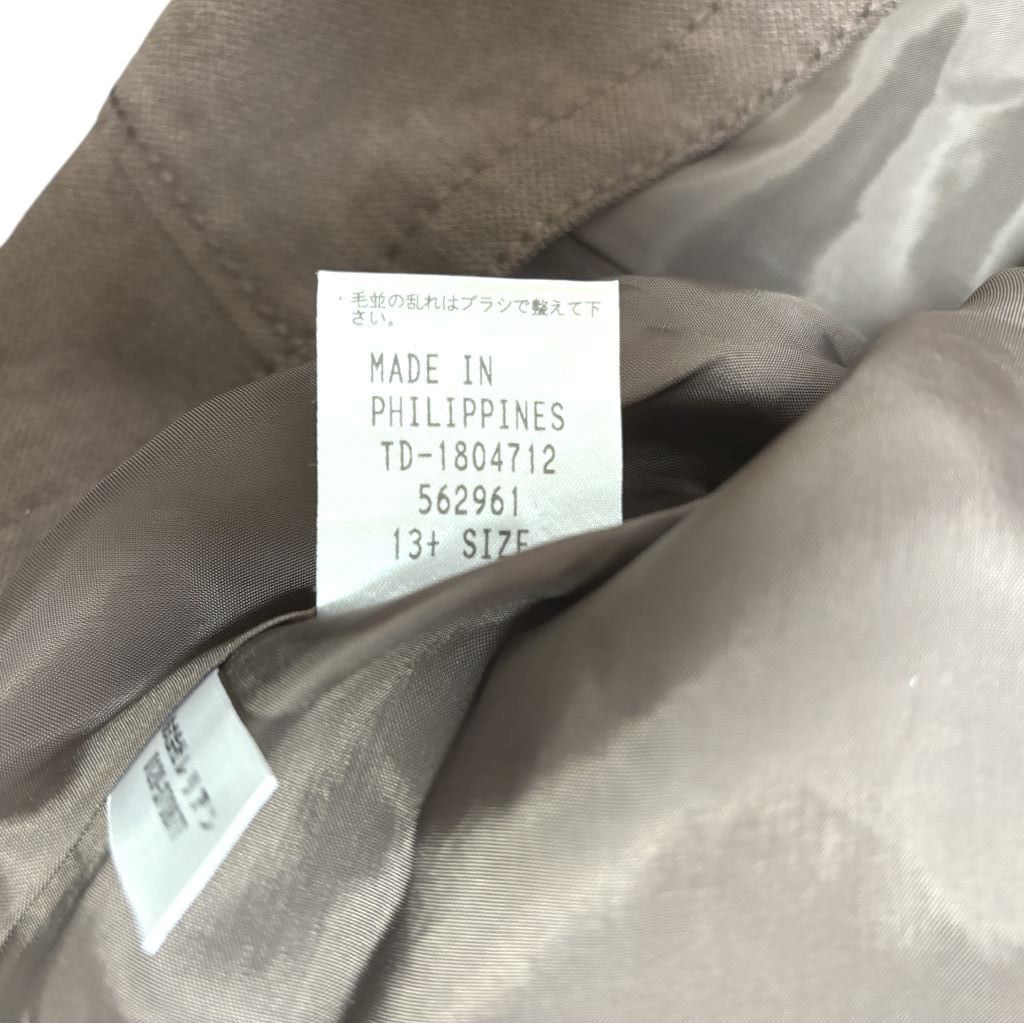 ・毛並の乱れはブラシで整えて下
さい。
MADE IN
PHILIPPINES
TD-1804712
562961
13+ SIZE